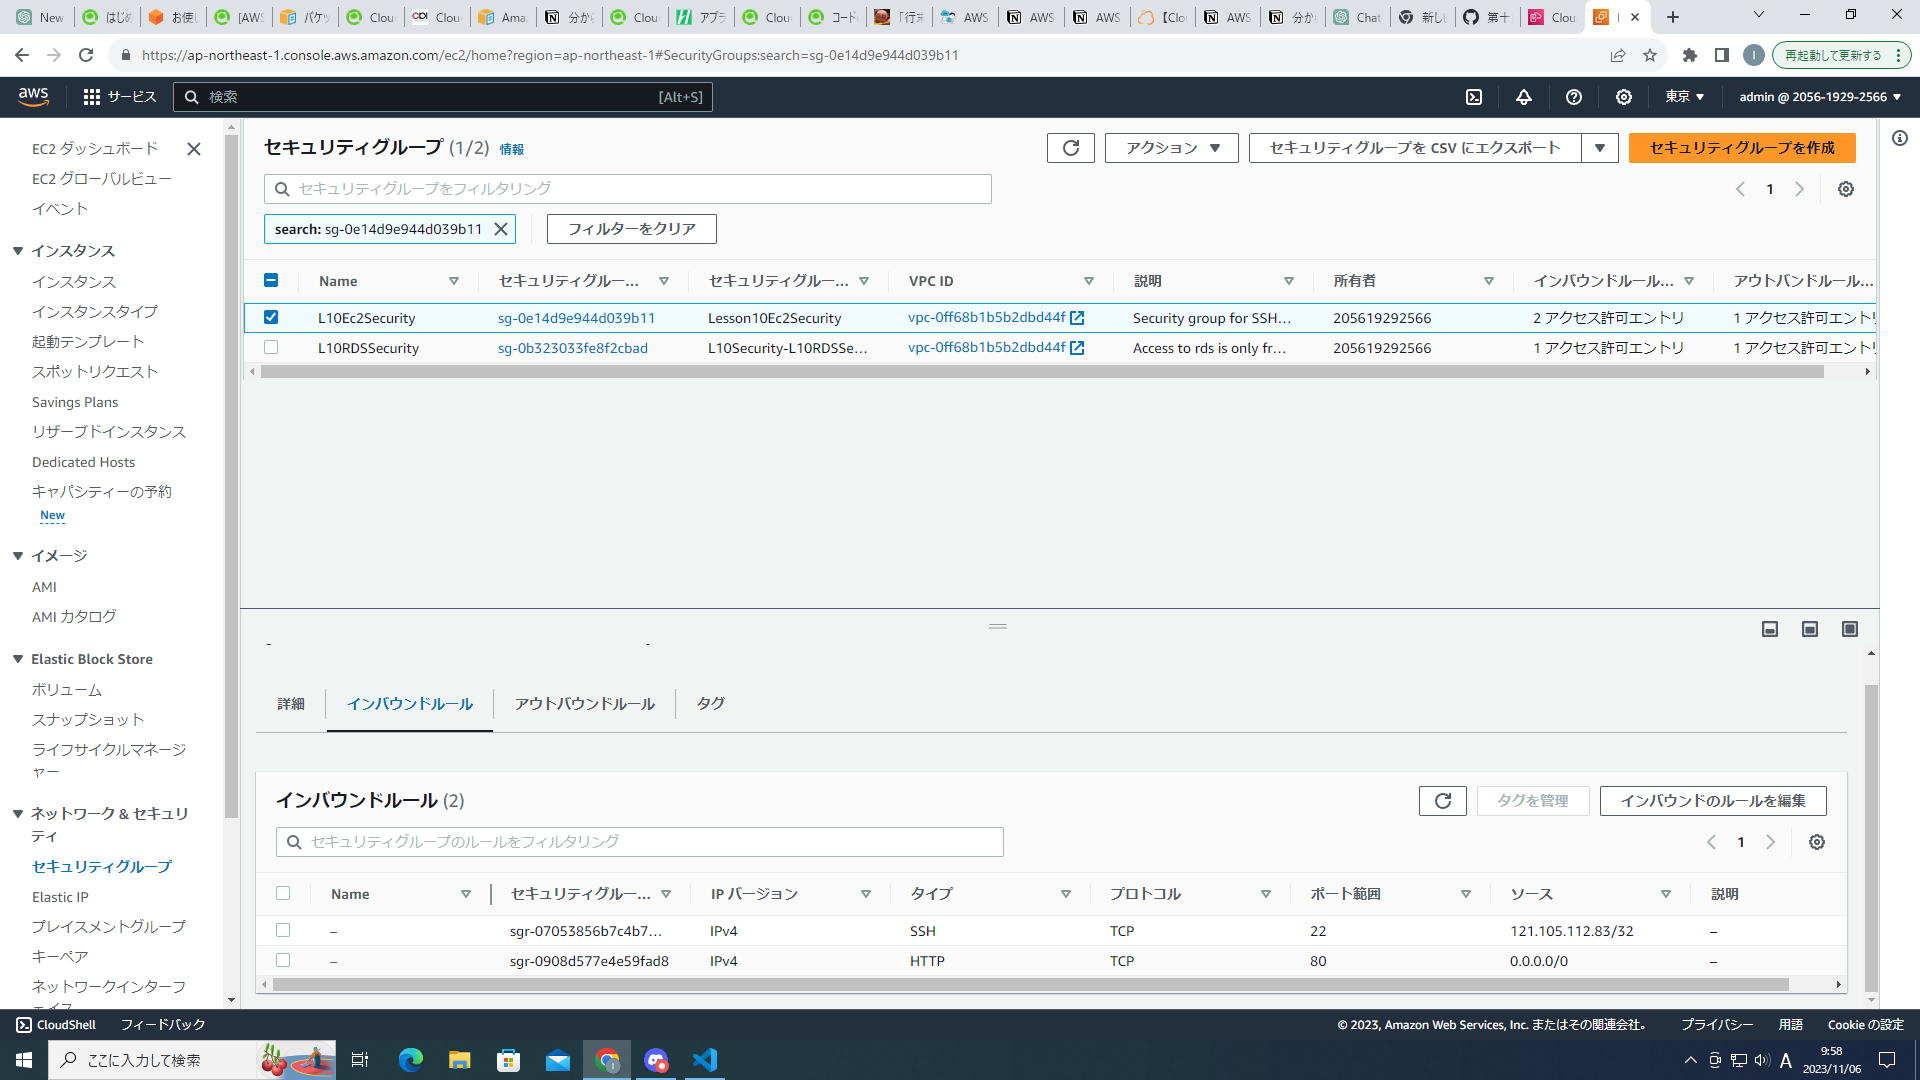 New
はじめ
お使い
[AWS
パケッ
Clou
Clou
Ama
分か
Clou
アプラ
Clou
コード
「行末
AWS
AWS
AWS
【Clo
AWS
分か
Chat
新し
第十
Clou
https://ap-northeast-1.console.aws.amazon.com/ec2/home?region=ap-northeast-1#SecurityGroups:search=sg-0e14d9e944d039b11
再起動して更新する
aws
サービス
検索
[Alt+S]
東京
admin @ 2056-1929-2566
EC2 ダッシュボード
EC2 グローバルビュー
イベント
インスタンス
インスタンス
インスタンスタイプ
起動テンプレート
スポットリクエスト
Savings Plans
リザーブドインスタンス
Dedicated Hosts
キャパシティーの予約
New
イメージ
AMI
AMI カタログ
Elastic Block Store
ボリューム
スナップショット
ライフサイクルマネージ
ャー
ネットワーク & セキュリ
ティ
セキュリティグループ
Elastic IP
プレイスメントグループ
キーペア
ネットワークインターフ
ェイス
セキュリティグループ (1/2) 情報
アクション
セキュリティグループを CSV にエクスポート
セキュリティグループを作成
セキュリティグループをフィルタリング
1
search: sg-0e14d9e944d039b11
フィルターをクリア
Name セキュリティグルー... セキュリティグルー... VPC ID 説明 所有者 インバウンドルール... アウトバンドルール...
L10Ec2Security sg-0e14d9e944d039b11 Lesson10Ec2Security vpc-0ff68b1b5b2dbd44f Security group for SSH... 205619292566 2 アクセス許可エントリ 1 アクセス許可エントリ
L10RDSSecurity sg-0b323033fe8f2cbad L10Security-L10RDSSe... vpc-0ff68b1b5b2dbd44f Access to rds is only fr... 205619292566 1 アクセス許可エントリ 1 アクセス許可エントリ
詳細
インバウンドルール
アウトバウンドルール
タグ
インバウンドルール (2)
タグを管理
インバウンドのルールを編集
セキュリティグループのルールをフィルタリング
1
Name セキュリティグルー... IP バージョン タイプ プロトコル ポート範囲 ソース 説明
– sgr-07053856b7c4b7... IPv4 SSH TCP 22 121.105.112.83/32 –
– sgr-0908d577e4e59fad8 IPv4 HTTP TCP 80 0.0.0.0/0 –
CloudShell
フィードバック
© 2023, Amazon Web Services, Inc. またはその関連会社。
プライバシー
用語
Cookie の設定
ここに入力して検索
A
9:58
2023/11/06